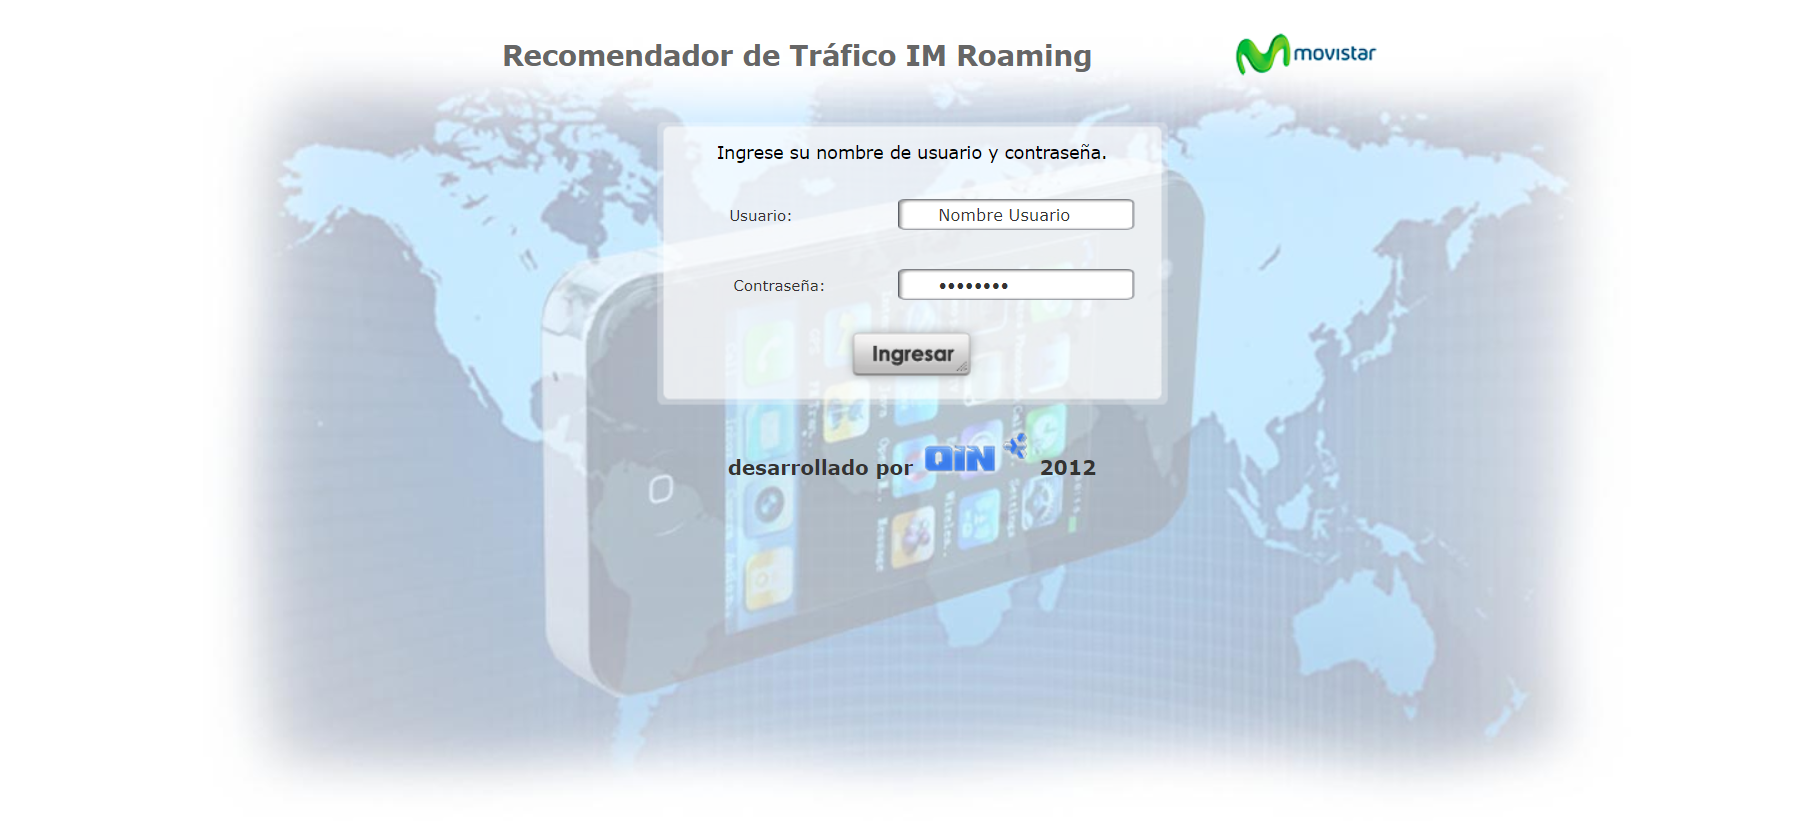 Recomendador de Tráfico IM Roaming
movistar
Ingrese su nombre de usuario y contraseña.
Usuario: Nombre Usuario
Contraseña: ••••••••
Ingresar
desarrollado por QIN 2012
Settings